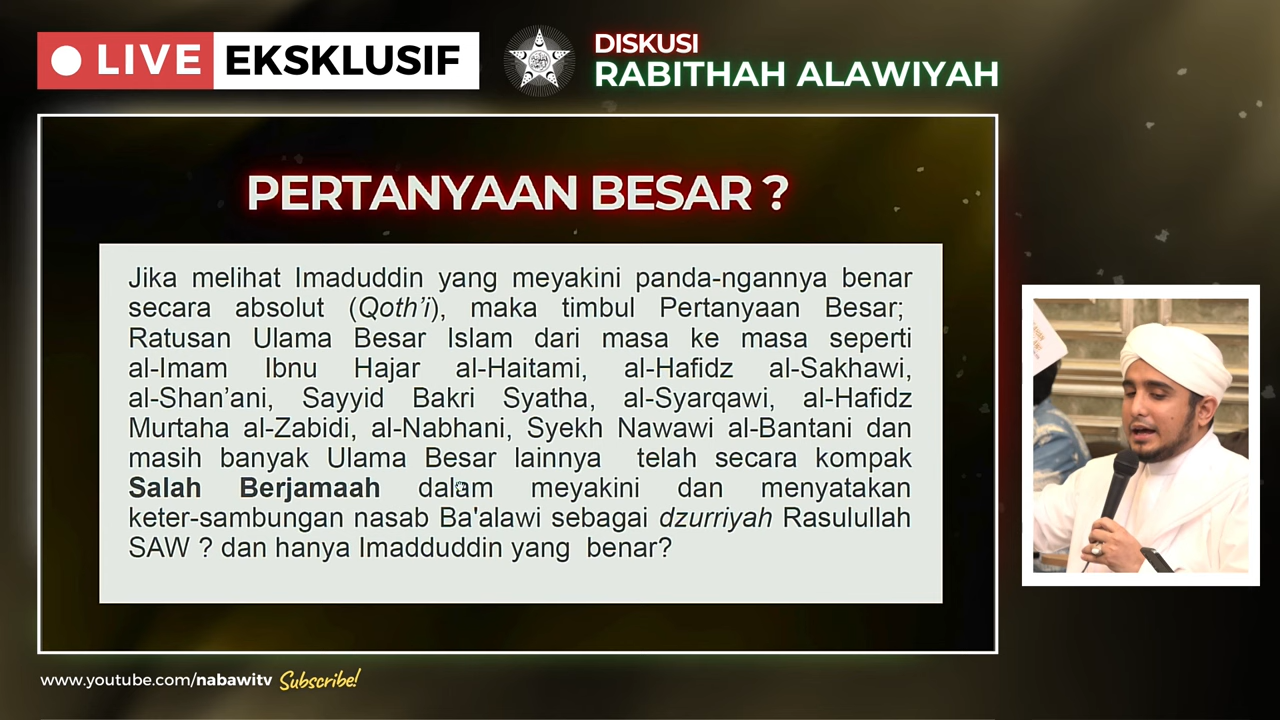 LIVE EKSKLUSIF
DISKUSI
RABITHAH ALAWIYAH
PERTANYAAN BESAR ?
Jika melihat Imaduddin yang meyakini panda-ngannya benar
secara absolut (Qoth’i), maka timbul Pertanyaan Besar;
Ratusan Ulama Besar Islam dari masa ke masa seperti
al-Imam Ibnu Hajar al-Haitami, al-Hafidz al-Sakhawi,
al-Shan’ani, Sayyid Bakri Syatha, al-Syarqawi, al-Hafidz
Murtaha al-Zabidi, al-Nabhani, Syekh Nawawi al-Bantani dan
masih banyak Ulama Besar lainnya telah secara kompak
Salah Berjamaah dalam meyakini dan menyatakan
keter-sambungan nasab Ba'alawi sebagai dzurriyah Rasulullah
SAW ? dan hanya Imadduddin yang benar?
www.youtube.com/nabawitv Subscribe!